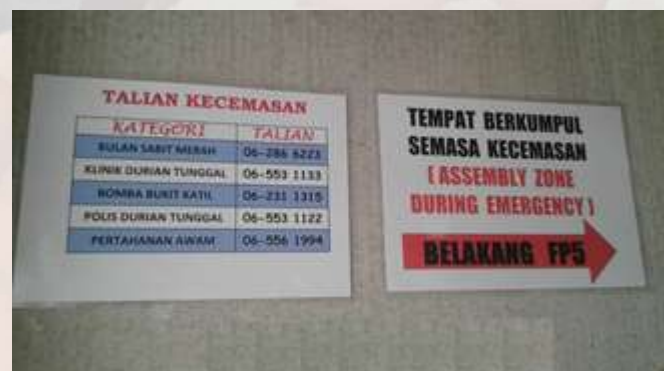 TALIAN KECEMASAN
KATEGORI TALIAN
BULAN SABIT MERAH 06-286 6223
KLINIK DURIAN TUNGGAL 06-553 1133
BOMBA BUKIT KATIL 06-231 1315
POLIS DURIAN TUNGGAL 06-553 1122
PERTAHANAN AWAM 06-556 1994
TEMPAT BERKUMPUL
SEMASA KECEMASAN
( ASSEMBLY ZONE
DURING EMERGENCY )
BELAKANG FP5